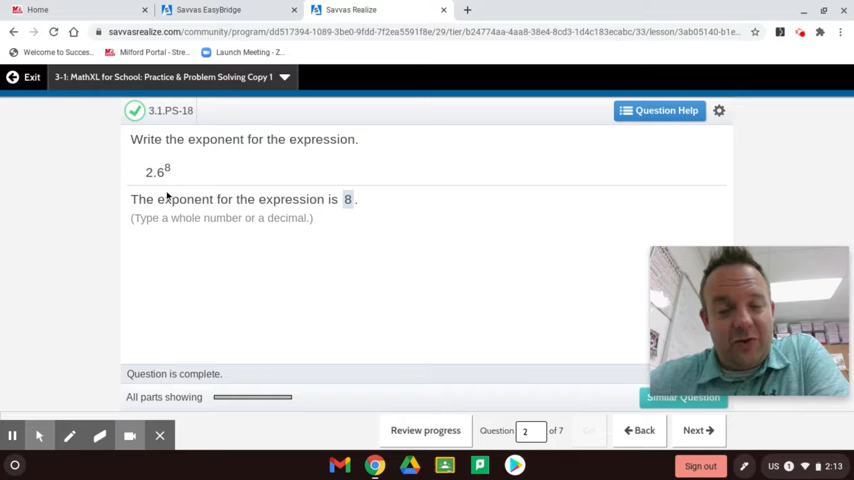 Home
Savvas EasyBridge
Savvas Realize
savvasrealize.com/community/program/dd517394-1089-3be0-9fdd-7f2ea5591f8e/29/tier/b24774aa-4aa8-38e4-8cd3-1d4c183ecabc/33/lesson/3ab05140-b1e...
Welcome to Succes...
Milford Portal - Stre...
Launch Meeting - Z...
Exit
3-1: MathXL for School: Practice & Problem Solving Copy 1
3.1.PS-18
Question Help
Write the exponent for the expression.
2.6⁸
The exponent for the expression is 8.
(Type a whole number or a decimal.)
Question is complete.
All parts showing
Similar Question
Review progress
Question 2 of 7
Go
Back
Next
Sign out
US 1 2:13